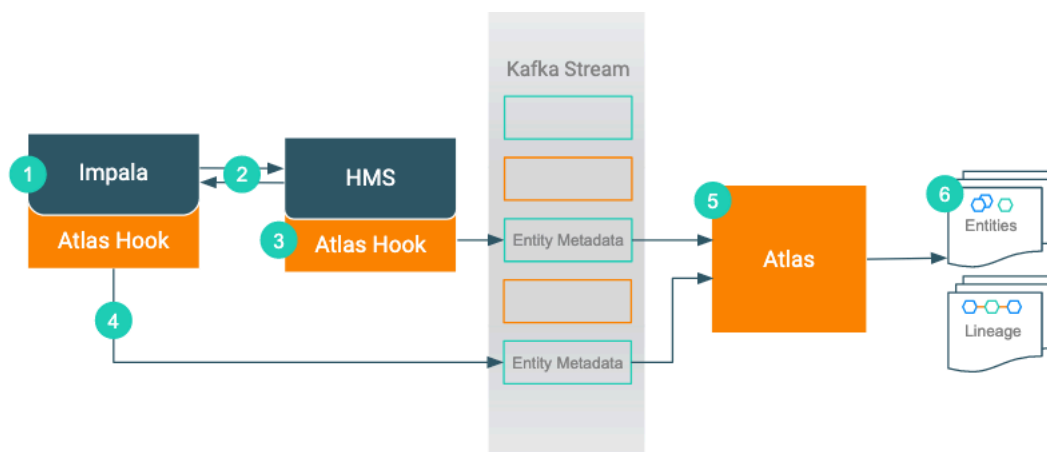 Kafka Stream
1
Impala
2
HMS
Atlas Hook
3
Atlas Hook
Entity Metadata
4
Entity Metadata
5
Atlas
6
Entities
Lineage